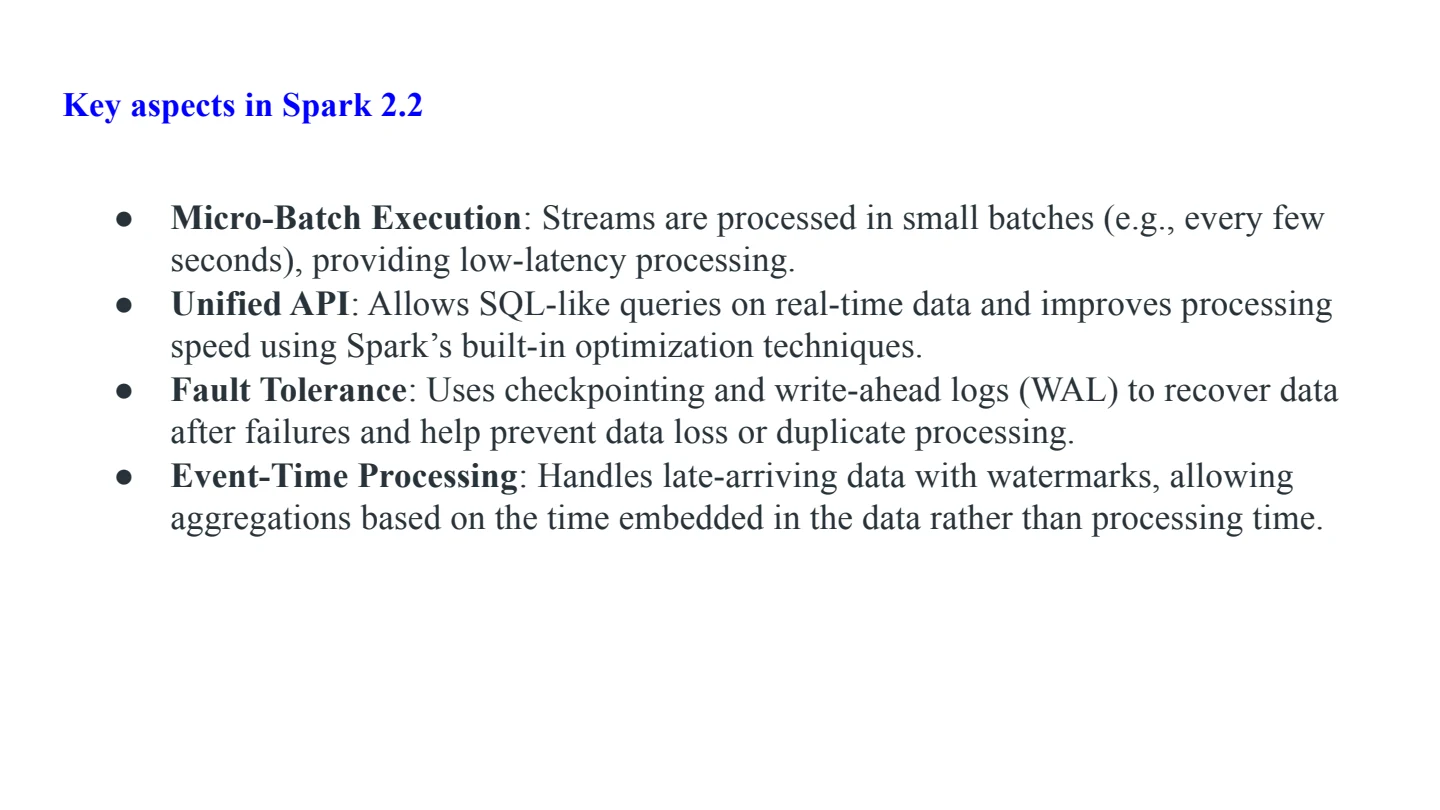 Key aspects in Spark 2.2
● Micro-Batch Execution: Streams are processed in small batches (e.g., every few
seconds), providing low-latency processing.
● Unified API: Allows SQL-like queries on real-time data and improves processing
speed using Spark’s built-in optimization techniques.
● Fault Tolerance: Uses checkpointing and write-ahead logs (WAL) to recover data
after failures and help prevent data loss or duplicate processing.
● Event-Time Processing: Handles late-arriving data with watermarks, allowing
aggregations based on the time embedded in the data rather than processing time.